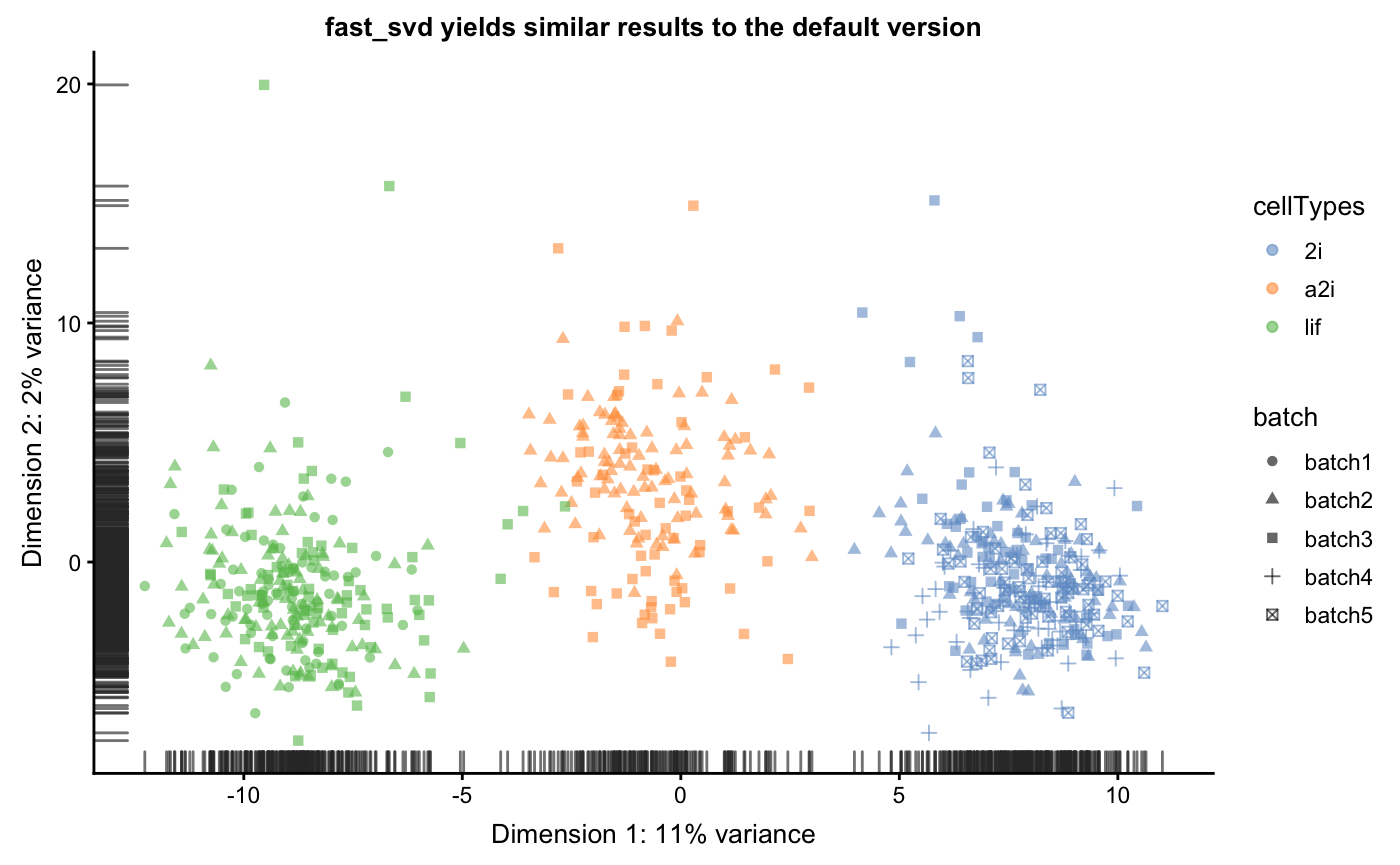 fast_svd yields similar results to the default version
Dimension 2: 2% variance
20
10
0
-10
-5
0
5
10
Dimension 1: 11% variance
cellTypes
2i
a2i
lif
batch
batch1
batch2
batch3
batch4
batch5